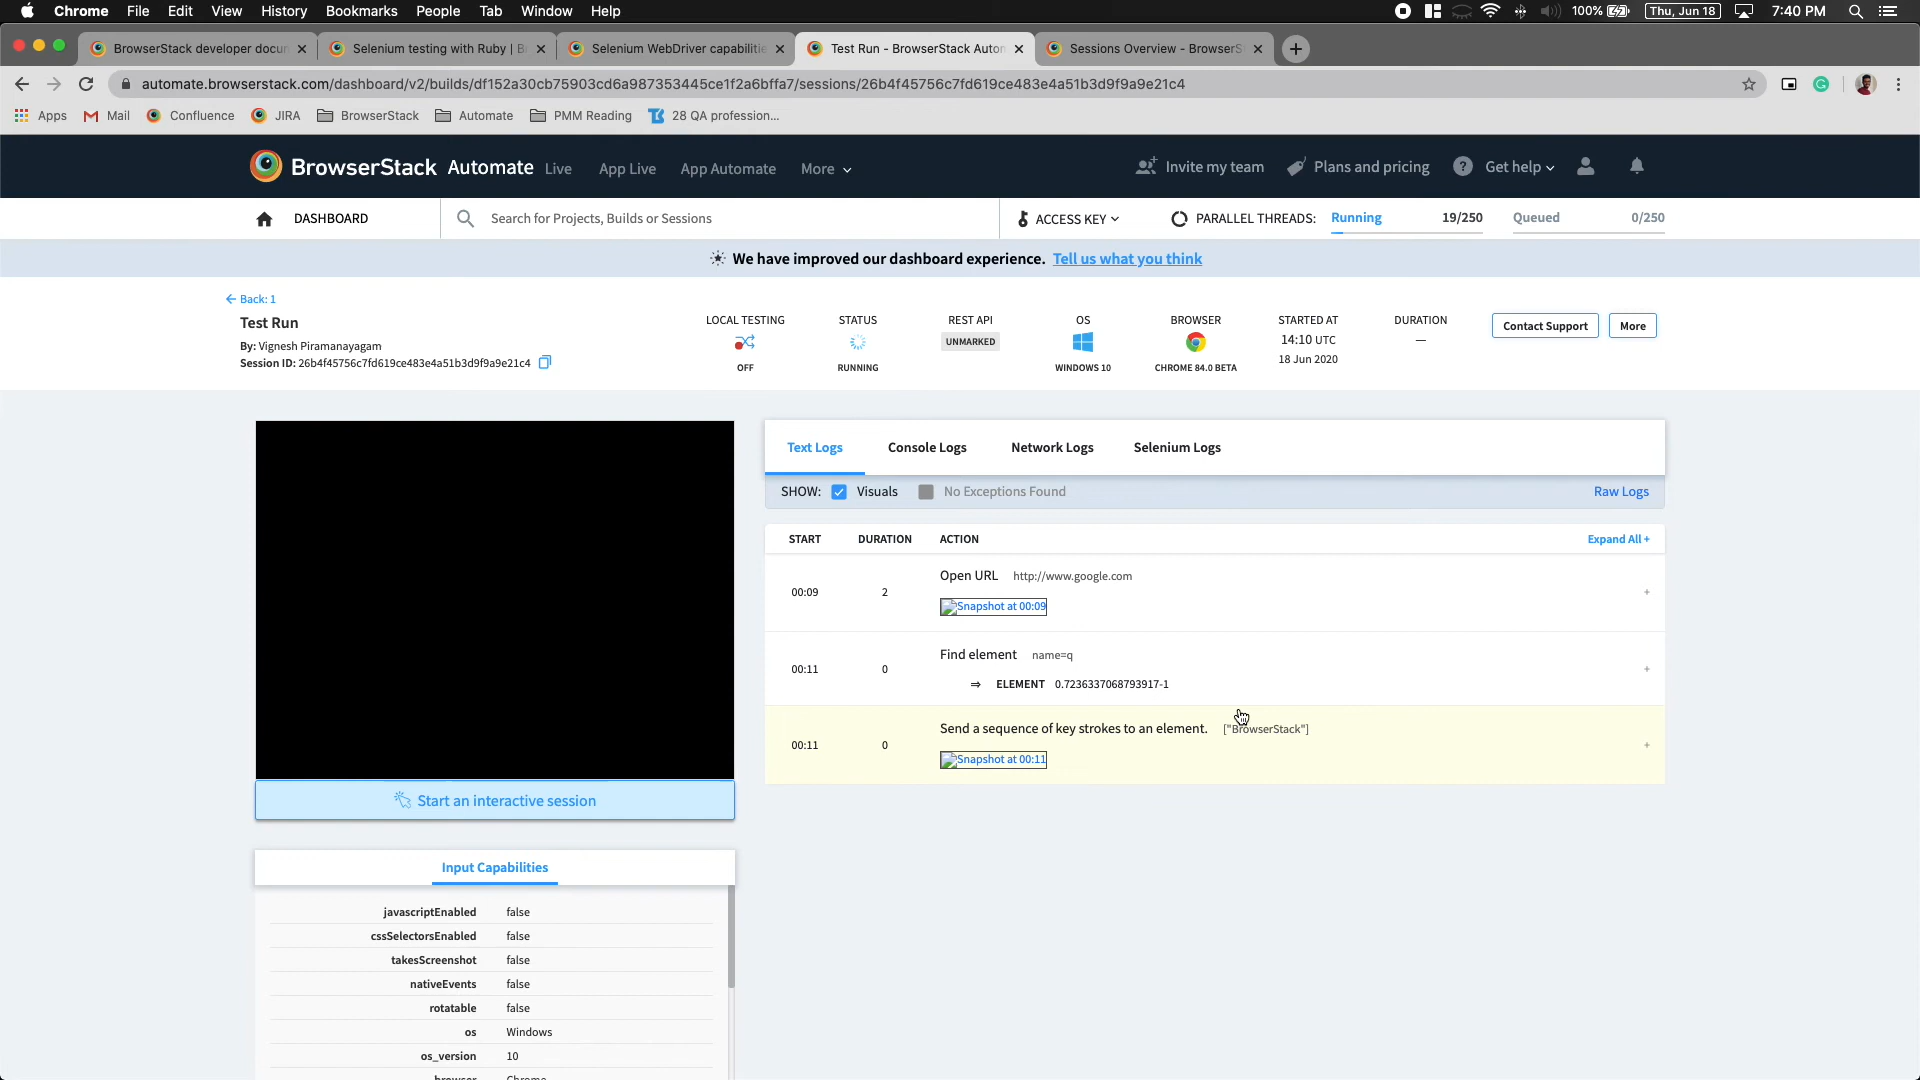 Chrome File Edit View History Bookmarks People Tab Window Help 100% Thu, Jun 18 7:40 PM
BrowserStack developer docun Selenium testing with Ruby | B Selenium WebDriver capabilitie Test Run - BrowserStack Auton Sessions Overview - BrowserS
automate.browserstack.com/dashboard/v2/builds/df152a30cb75903cd6a987353445ce1f2a6bffa7/sessions/26b4f45756c7fd619ce483e4a51b3d9f9a9e21c4
Apps Mail Confluence JIRA BrowserStack Automate PMM Reading 28 QA profession...
BrowserStack Automate Live App Live App Automate More Invite my team Plans and pricing ? Get help
DASHBOARD Search for Projects, Builds or Sessions ACCESS KEY PARALLEL THREADS: Running 19/250 Queued 0/250
We have improved our dashboard experience. Tell us what you think
← Back: 1
Test Run
By: Vignesh Piramanayagam
Session ID: 26b4f45756c7fd619ce483e4a51b3d9f9a9e21c4
LOCAL TESTING STATUS REST API OS BROWSER STARTED AT DURATION
UNMARKED 14:10 UTC —
OFF RUNNING WINDOWS 10 CHROME 84.0 BETA 18 Jun 2020
Contact Support More
Text Logs Console Logs Network Logs Selenium Logs
SHOW: Visuals No Exceptions Found Raw Logs
START DURATION ACTION Expand All +
00:09 2 Open URL http://www.google.com +
Snapshot at 00:09
00:11 0 Find element name=q +
⇒ ELEMENT 0.7236337068793917-1
00:11 0 Send a sequence of key strokes to an element. ["BrowserStack"] +
Snapshot at 00:11
Start an interactive session
Input Capabilities
javascriptEnabled false
cssSelectorsEnabled false
takesScreenshot false
nativeEvents false
rotatable false
os Windows
os_version 10
browser Chrome